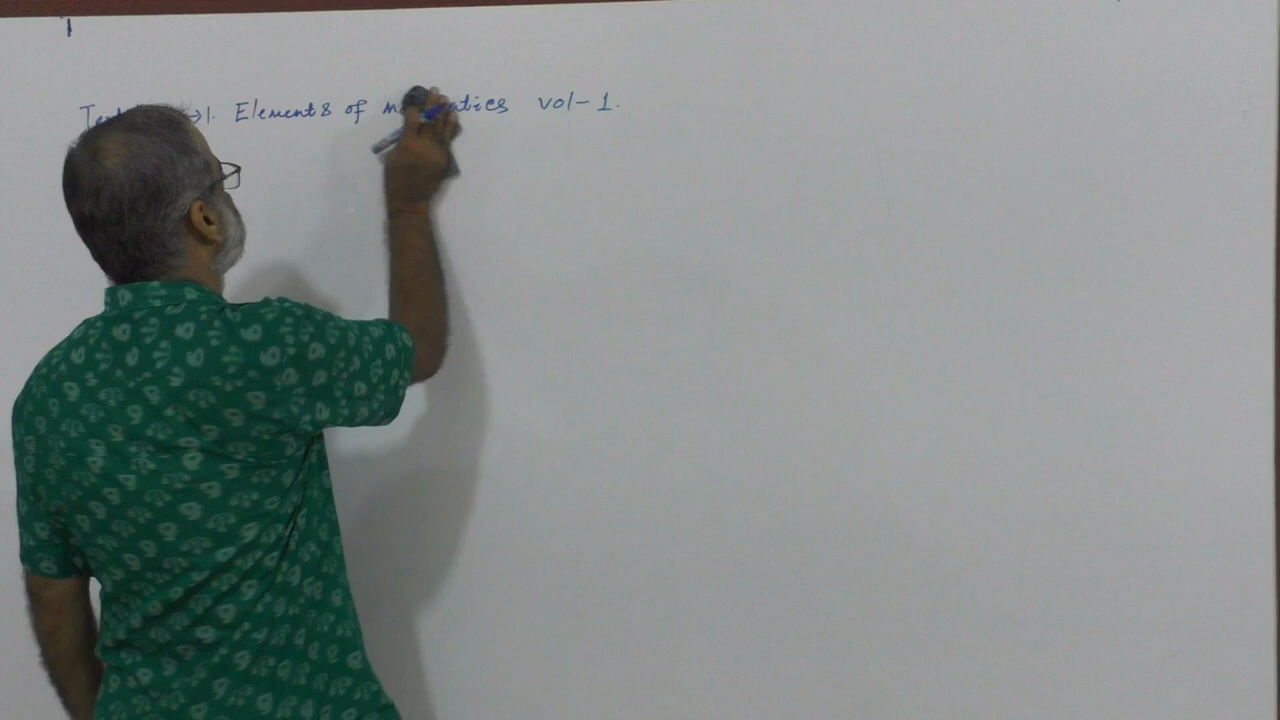 →1. Elements of vol-1.